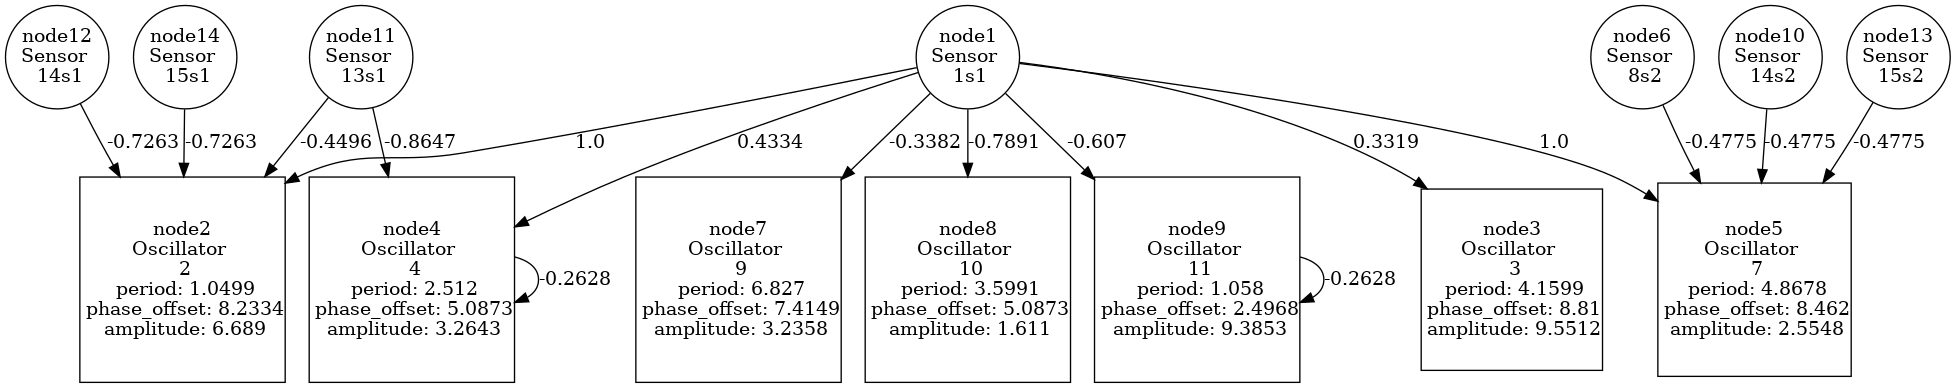 node12
Sensor
14s1
node14
Sensor
15s1
node11
Sensor
13s1
node1
Sensor
1s1
node6
Sensor
8s2
node10
Sensor
14s2
node13
Sensor
15s2
-0.7263
-0.7263
-0.4496
-0.8647
1.0
0.4334
-0.3382
-0.7891
-0.607
0.3319
1.0
-0.4775
-0.4775
-0.4775
node2
Oscillator
2
period: 1.0499
phase_offset: 8.2334
amplitude: 6.689
node4
Oscillator
4
period: 2.512
phase_offset: 5.0873
amplitude: 3.2643
-0.2628
node7
Oscillator
9
period: 6.827
phase_offset: 7.4149
amplitude: 3.2358
node8
Oscillator
10
period: 3.5991
phase_offset: 5.0873
amplitude: 1.611
node9
Oscillator
11
period: 1.058
phase_offset: 2.4968
amplitude: 9.3853
-0.2628
node3
Oscillator
3
period: 4.1599
phase_offset: 8.81
amplitude: 9.5512
node5
Oscillator
7
period: 4.8678
phase_offset: 8.462
amplitude: 2.5548